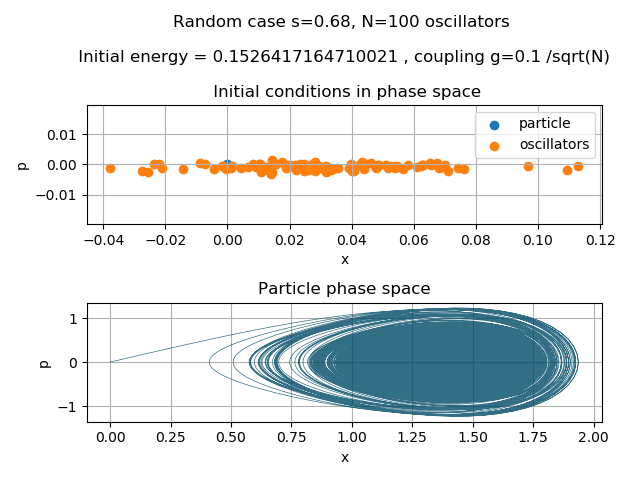 Random case s=0.68, N=100 oscillators
Initial energy = 0.1526417164710021 , coupling g=0.1 /sqrt(N)
Initial conditions in phase space
particle
oscillators
p
0.01
0.00
−0.01
−0.04 −0.02 0.00 0.02 0.04 0.06 0.08 0.10 0.12
x
Particle phase space
p
1
0
−1
0.00 0.25 0.50 0.75 1.00 1.25 1.50 1.75 2.00
x